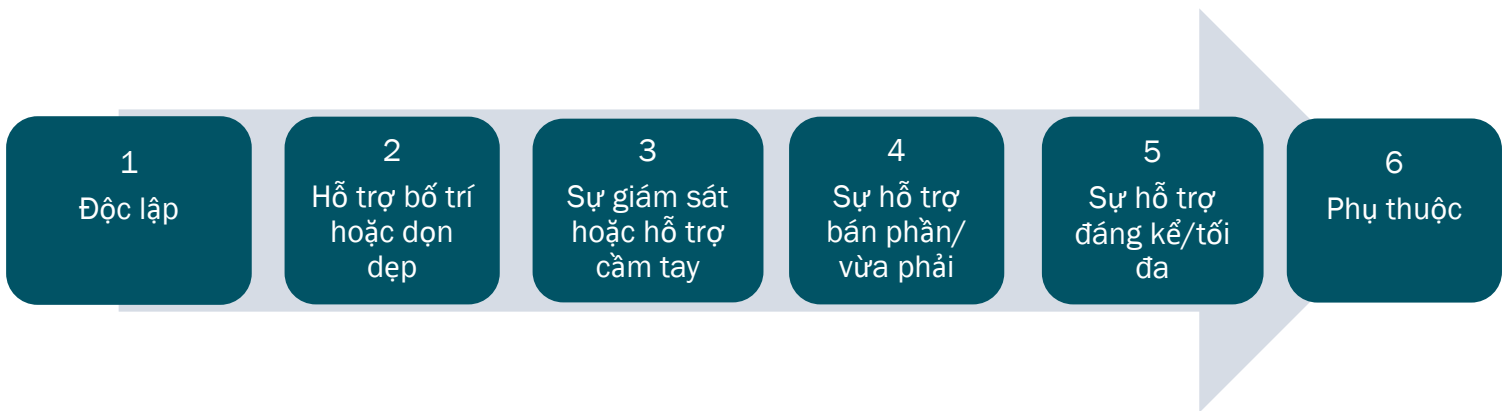 1
Độc lập
2
Hỗ trợ bố trí
hoặc dọn
dẹp
3
Sự giám sát
hoặc hỗ trợ
cầm tay
4
Sự hỗ trợ
bán phần/
vừa phải
5
Sự hỗ trợ
đáng kể/tối
đa
6
Phụ thuộc